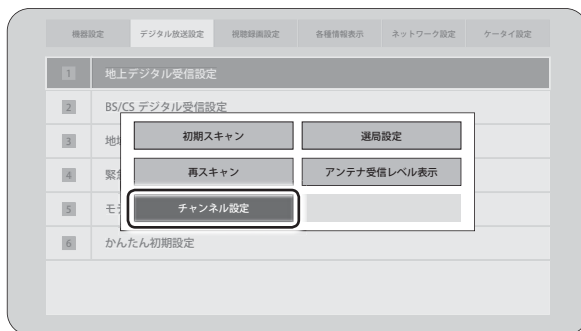 機器設定 デジタル放送設定 視聴録画設定 各種情報表示 ネットワーク設定 ケータイ設定
1 地上デジタル受信設定
2 BS/CS デジタル受信設定
初期スキャン 選局設定
3 地
再スキャン アンテナ受信レベル表示
4 緊
チャンネル設定
5 モ
6 かんたん初期設定